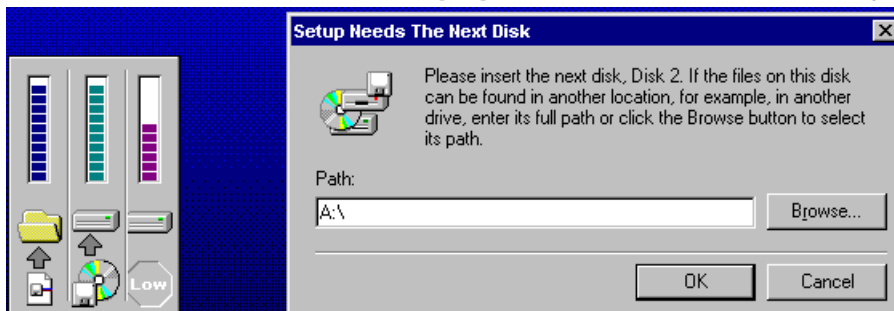 Setup Needs The Next Disk
Please insert the next disk, Disk 2. If the files on this disk
can be found in another location, for example, in another
drive, enter its full path or click the Browse button to select
its path.
Path:
A:\
Browse...
OK
Cancel
Low